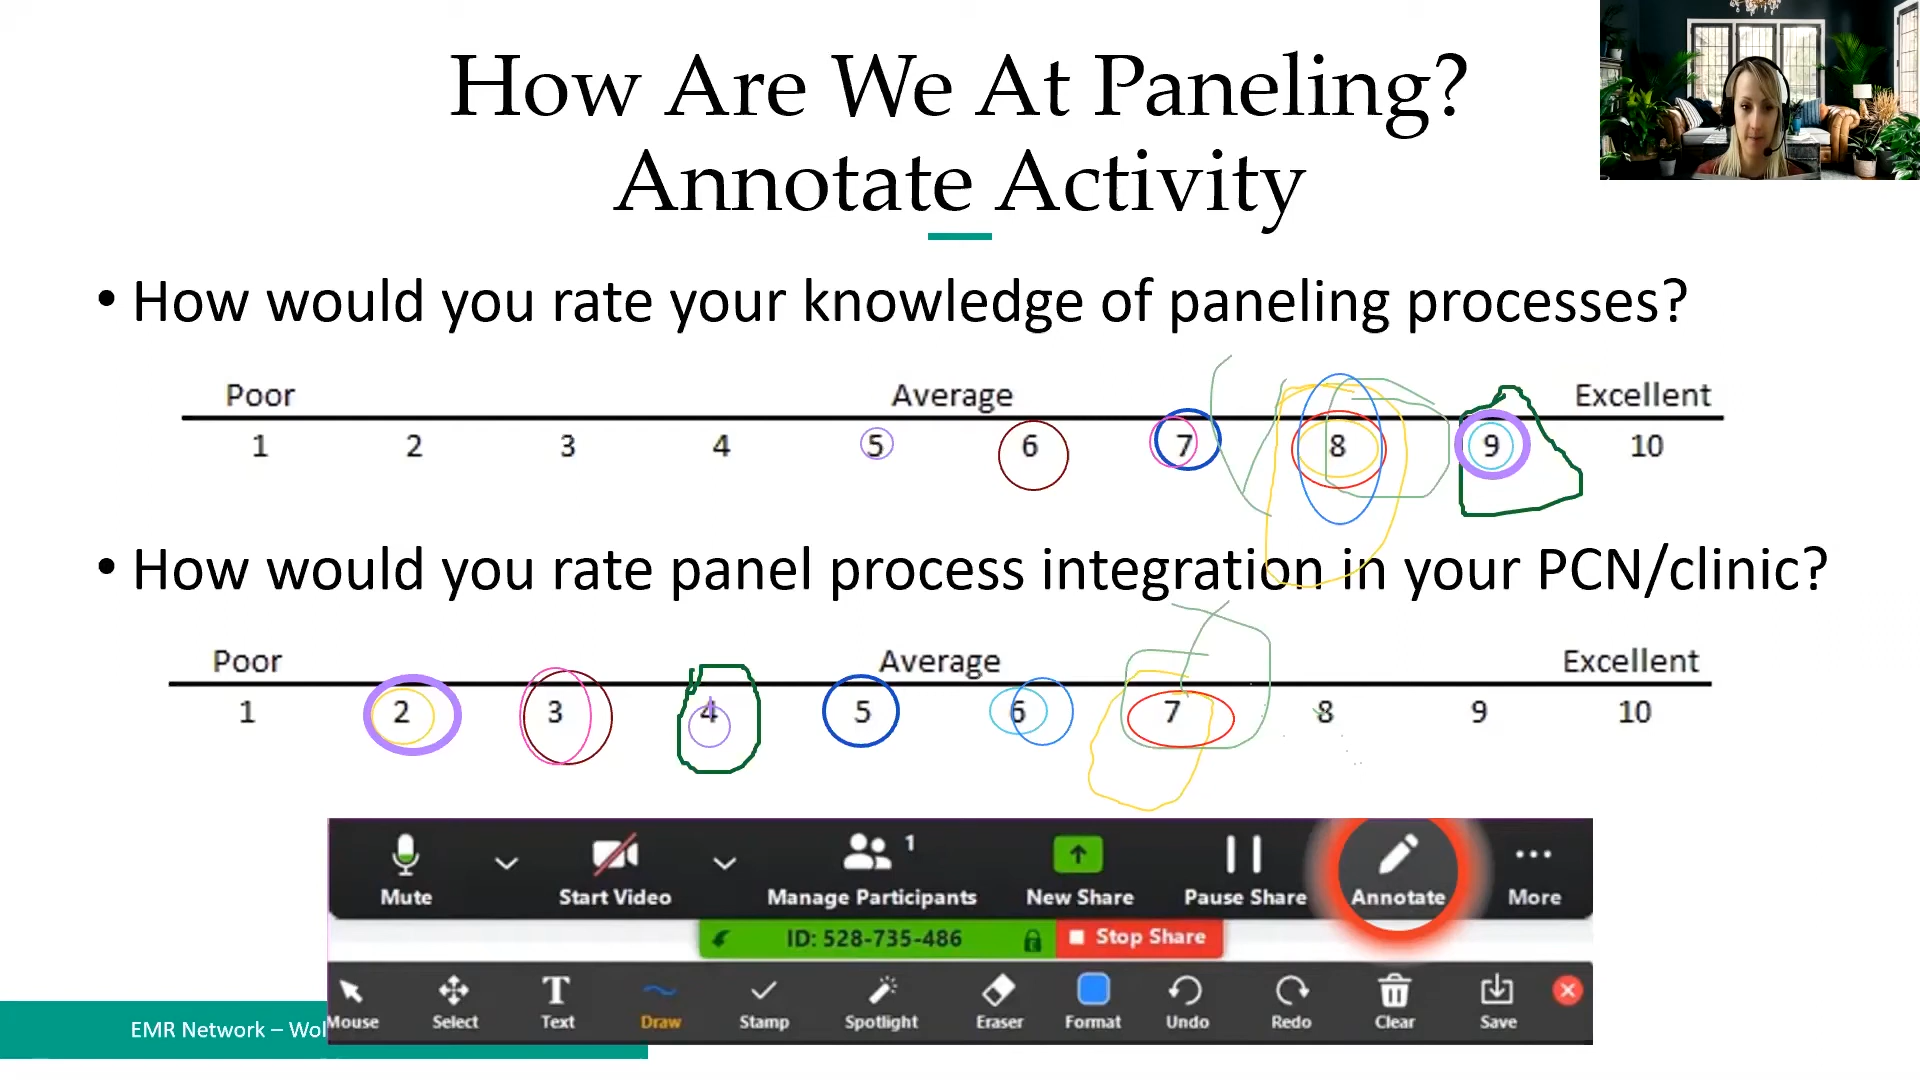 How Are We At Paneling?
Annotate Activity
• How would you rate your knowledge of paneling processes?
Poor Average Excellent
1 2 3 4 5 6 7 8 9 10
• How would you rate panel process integration in your PCN/clinic?
Poor Average Excellent
1 2 3 4 5 6 7 8 9 10
1
Mute Start Video Manage Participants New Share Pause Share Annotate More
ID: 528-735-486 Stop Share
Mouse Select Text Draw Stamp Spotlight Eraser Format Undo Redo Clear Save
EMR Network – Wol